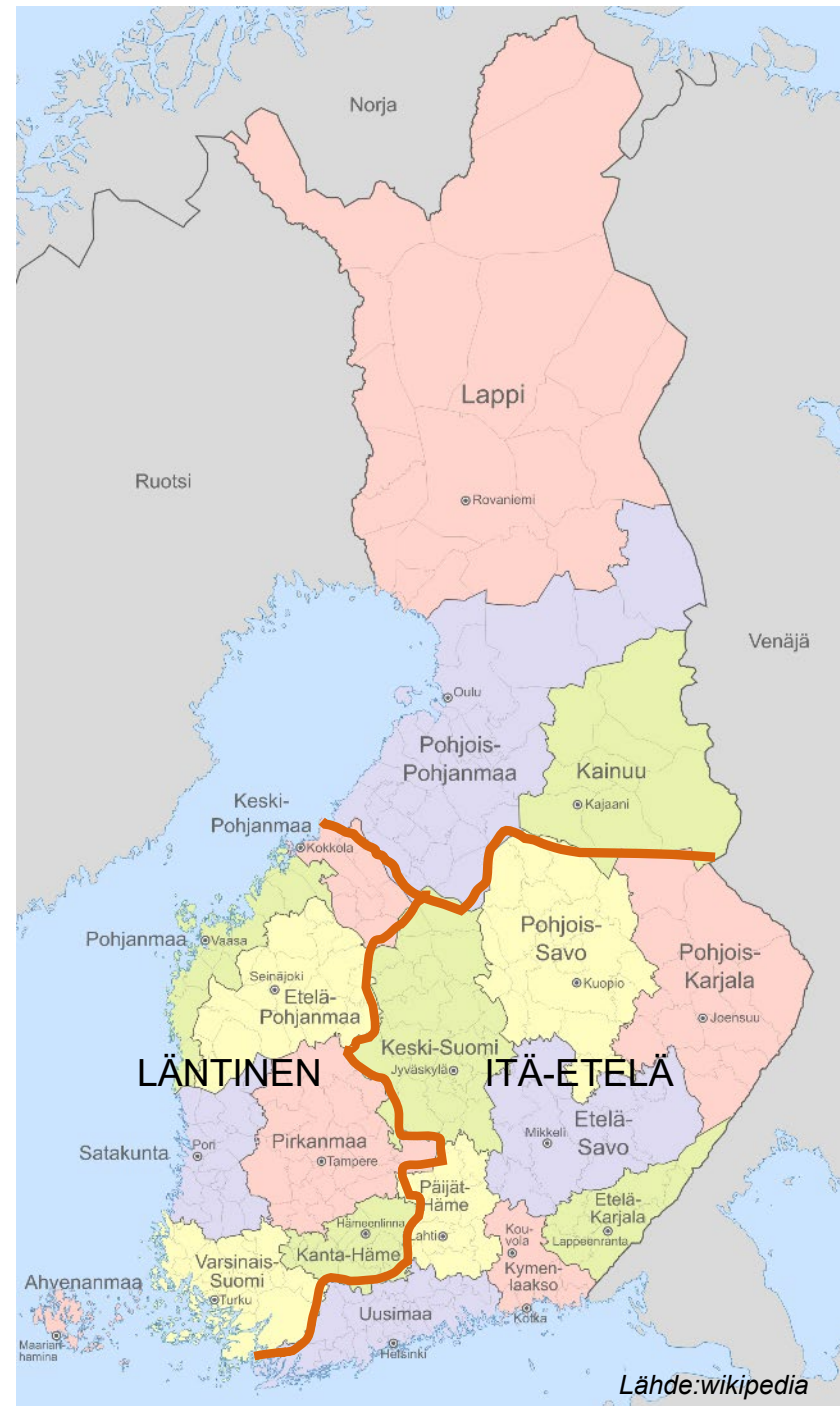 Norja
Lappi
Ruotsi
Rovaniemi
Venäjä
Oulu
Pohjois-
Pohjanmaa
Kainuu
Kajaani
Keski-
Pohjanmaa
Kokkola
Pohjanmaa
Vaasa
Pohjois-
Savo
Kuopio
Pohjois-
Karjala
Joensuu
Seinäjoki
Etelä-
Pohjanmaa
Keski-Suomi
Jyväskylä
LÄNTINEN
ITÄ-ETELÄ
Satakunta
Pori
Pirkanmaa
Tampere
Etelä-
Savo
Mikkeli
Päijät-
Häme
Lahti
Hämeenlinna
Kanta-Häme
Etelä-
Karjala
Lappeenranta
Kou-
vola
Kymen-
laakso
Kotka
Varsinais-
Suomi
Turku
Ahvenanmaa
Maarian-
hamina
Uusimaa
Helsinki
Lähde:wikipedia